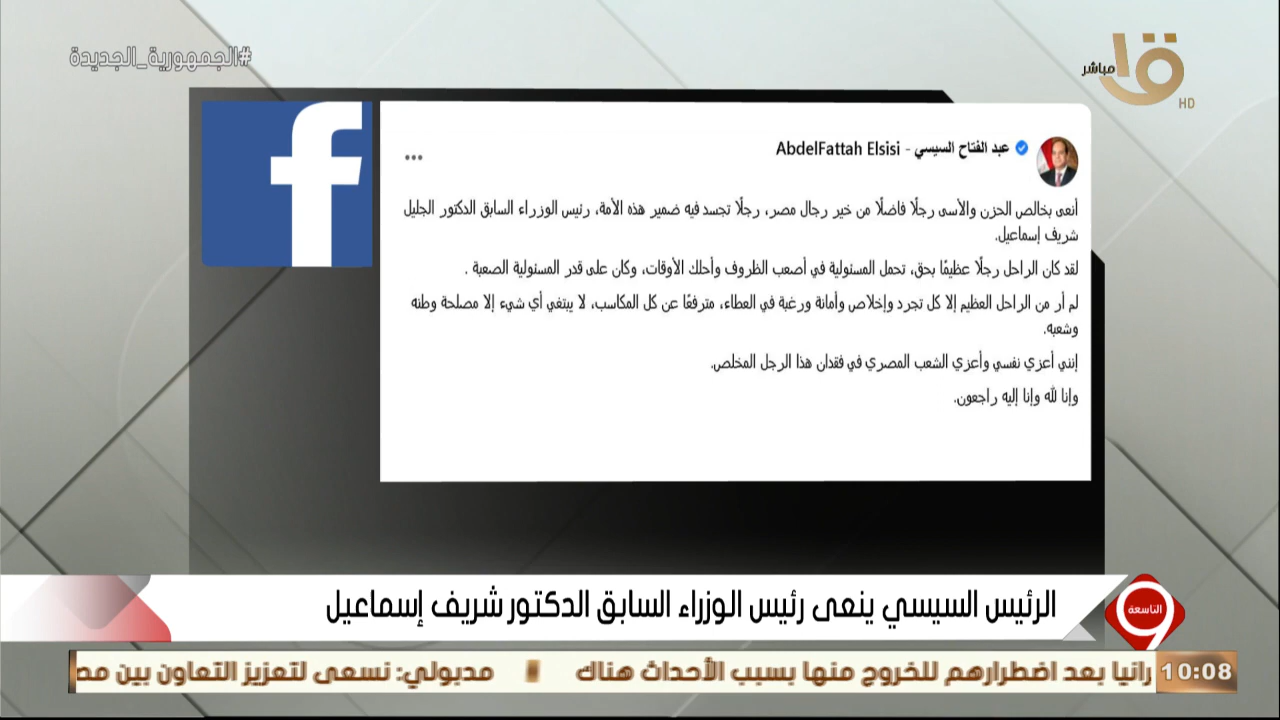 #الجمهورية_الجديدة
مباشر
HD
عبد الفتاح السيسي - AbdelFattah Elsisi
أنعى بخالص الحزن والأسى رجلًا فاضلًا من خير رجال مصر، رجلًا تجسد فيه ضمير هذه الأمة، رئيس الوزراء السابق الدكتور الجليل
شريف إسماعيل.
لقد كان الراحل رجلًا عظيمًا بحق، تحمل المسئولية في أصعب الظروف وأحلك الأوقات، وكان على قدر المسئولية الصعبة .
لم أر من الراحل العظيم إلا كل تجرد وإخلاص وأمانة ورغبة في العطاء، مترفعًا عن كل المكاسب، لا يبتغي أي شيء إلا مصلحة وطنه
وشعبه.
إنني أعزي نفسي وأعزي الشعب المصري في فقدان هذا الرجل المخلص.
وإنا لله وإنا إليه راجعون.
الرئيس السيسي ينعى رئيس الوزراء السابق الدكتور شريف إسماعيل
التاسعة
10:08
رانيا بعد اضطرارهم للخروج منها بسبب الأحداث هناك
مدبولي: نسعى لتعزيز التعاون بين مص